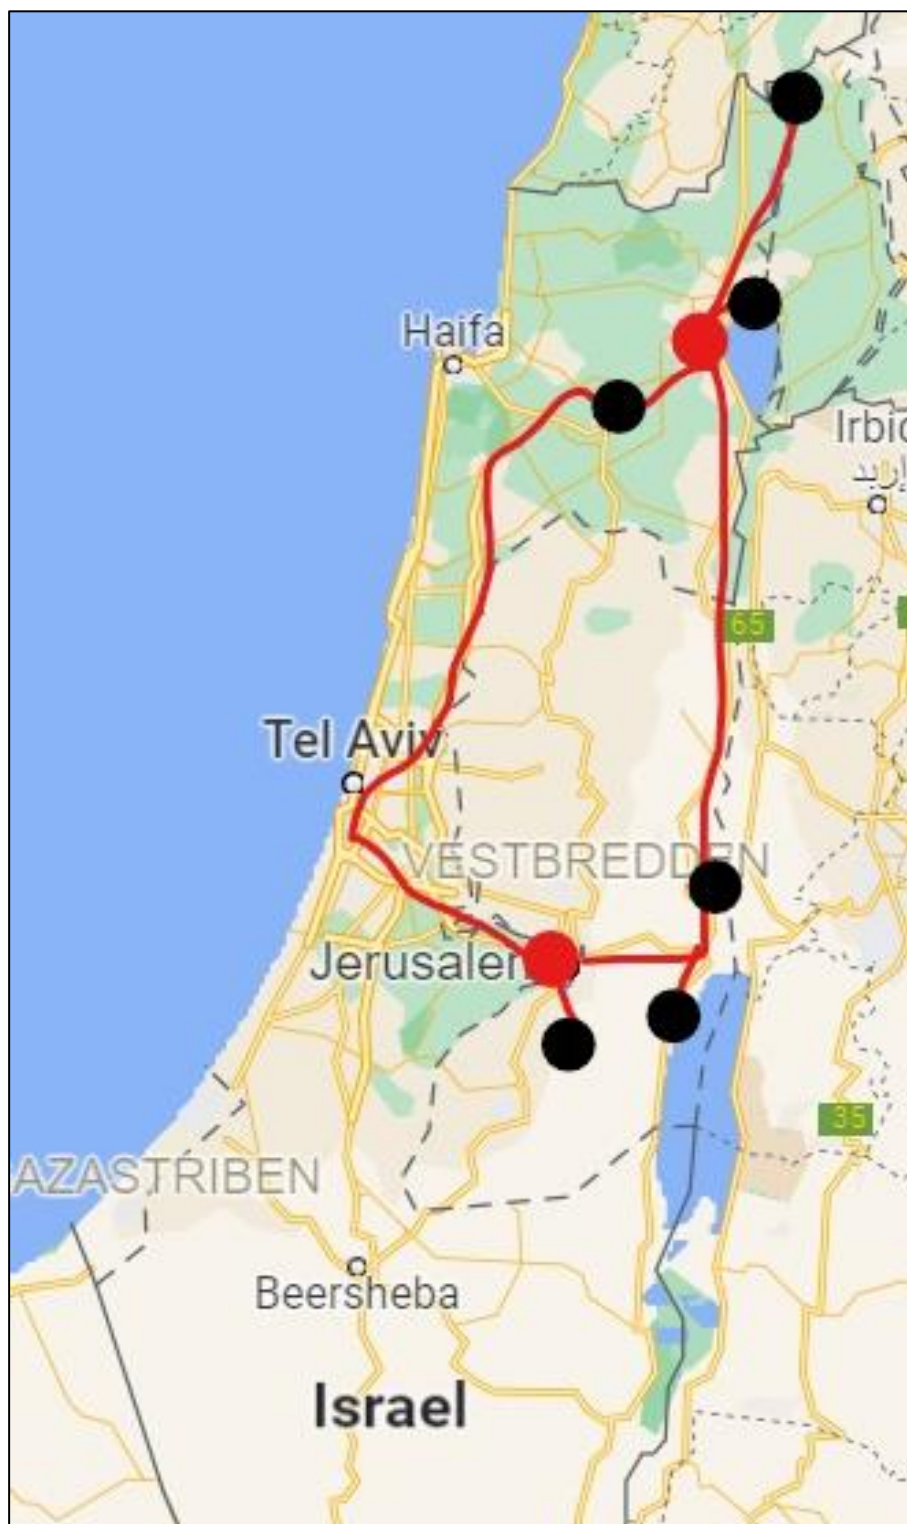 Haifa
Irbid
إربد
65
Tel Aviv
VESTBREDDEN
Jerusalem
35
AZASTRIBEN
Beersheba
Israel